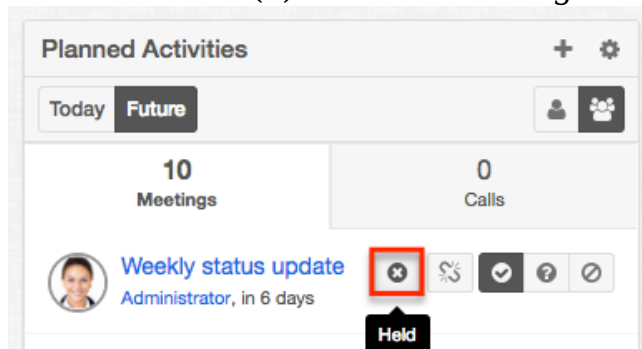 Planned Activities
Today Future
10
Meetings
0
Calls
Weekly status update
Administrator, in 6 days
Held